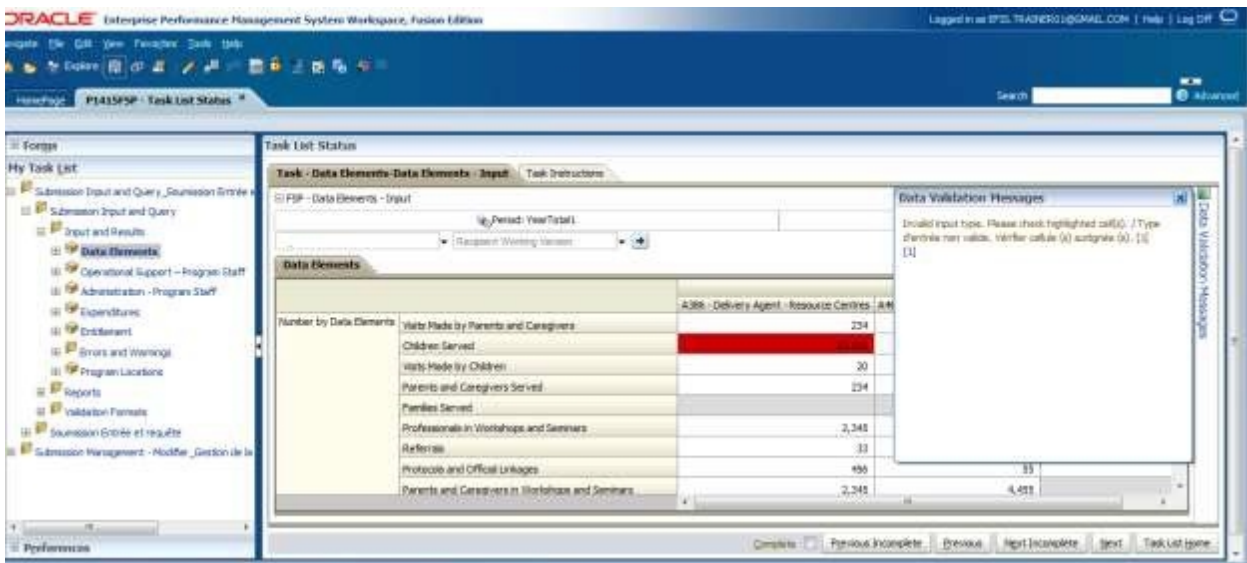 ORACLE Enterprise Performance Management System Workspace, Fusion Edition
Logged in as EFIS.TRAINER01@GMAIL.COM | Help | Log Off
Navigate File Edit View Favorites Tools Help
Explore
HomePage P1415FSP - Task List Status
Search Advanced
Forms
My Task List
Submission Input and Query_Soumission Entrée
Submission Input and Query
Input and Results
Data Elements
Operational Support - Program Staff
Administration - Program Staff
Expenditures
Entitlement
Errors and Warnings
Program Locations
Reports
Validation Formats
Soumission Entrée et requête
Submission Management - Modifier_Gestion de la
Preferences
Task List Status
Task - Data Elements-Data Elements - Input Task Instructions
FSP - Data Elements - Input
Period: YearTotal1
Recipient Working Version
Data Elements
A386 - Delivery Agent - Resource Centres
Number by Data Elements
Visits Made by Parents and Caregivers 234
Children Served
Visits Made by Children 20
Parents and Caregivers Served 234
Families Served
Professionals in Workshops and Seminars 2,345
Referrals 33
Protocols and Offical Linkages
Parents and Caregivers in Workshops and Seminars 2,345
Data Validation Messages
Invalid input type. Please check highlighted cell(s). / Type
d'entrée non valide. Vérifier cellule (s) surlignée (s). [1]
[1]
Data Validation Messages
Complete Previous Incomplete Previous Next Incomplete Next Task List Home